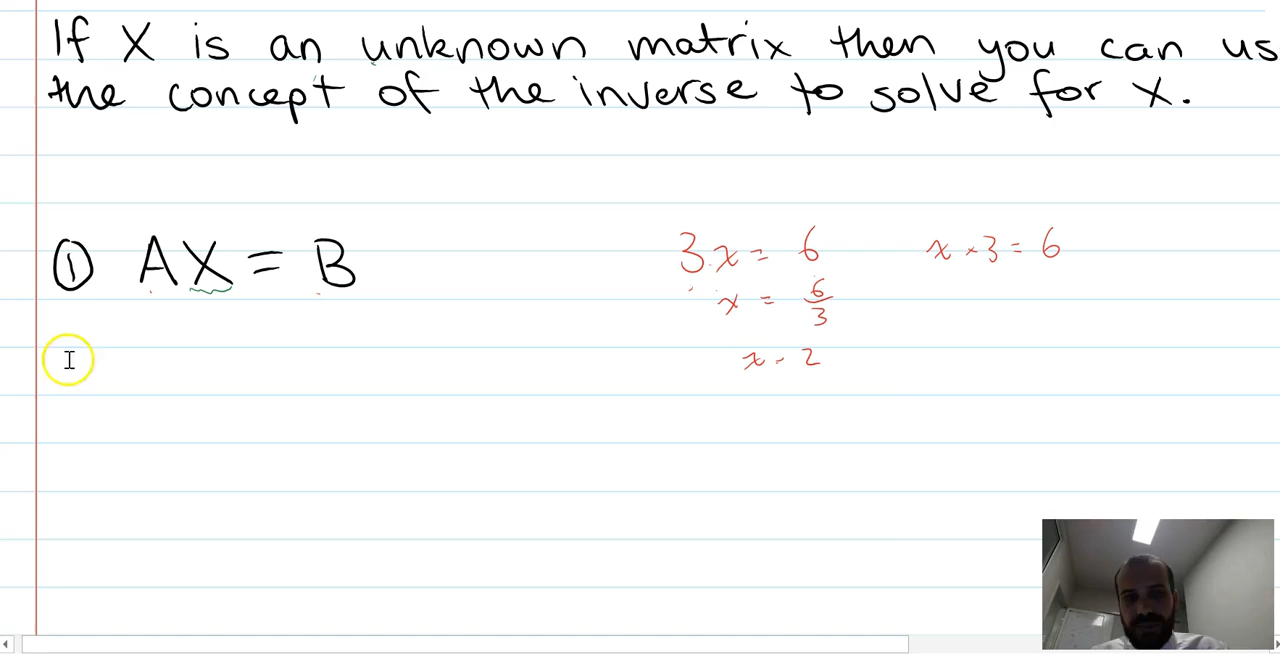 If X is an unknown matrix then you can us
the concept of the inverse to solve for X.
① AX = B
3x = 6
x × 3 = 6
x = 6/3
x = 2